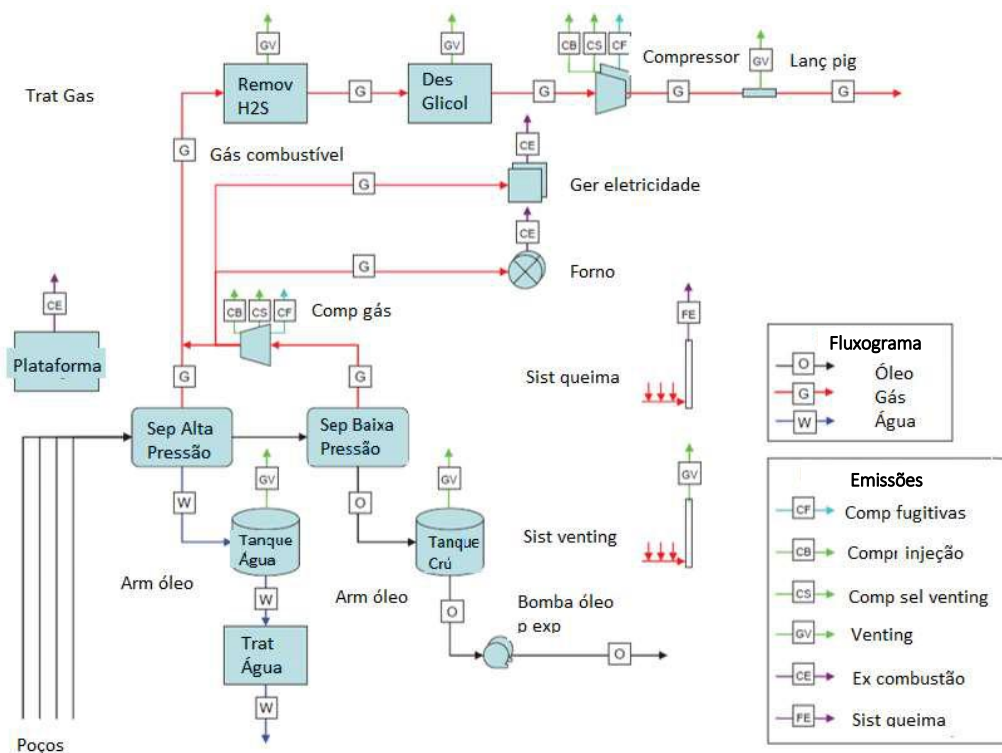 GV
GV
CB
CS
CF
Compressor
GV
Lanç pig
Trat Gas
Remov
H2S
G
Des
Glicol
G
G
G
G
Gás combustível
CE
G
Ger eletricidade
CE
G
Forno
CE
CB
CS
CF
Comp gás
Plataforma
G
G
FE
Sist queima
Fluxograma
O
Óleo
G
Gás
W
Água
Sep Alta
Pressão
Sep Baixa
Pressão
W
GV
O
GV
GV
Tanque
Água
Tanque
Crú
Sist venting
Arm óleo
Arm óleo
W
O
Bomba óleo
p exp
O
Trat
Água
W
Poços
Emissões
CF
Comp fugitivas
CB
Compr injeção
CS
Comp sel venting
GV
Venting
CE
Ex combustão
FE
Sist queima